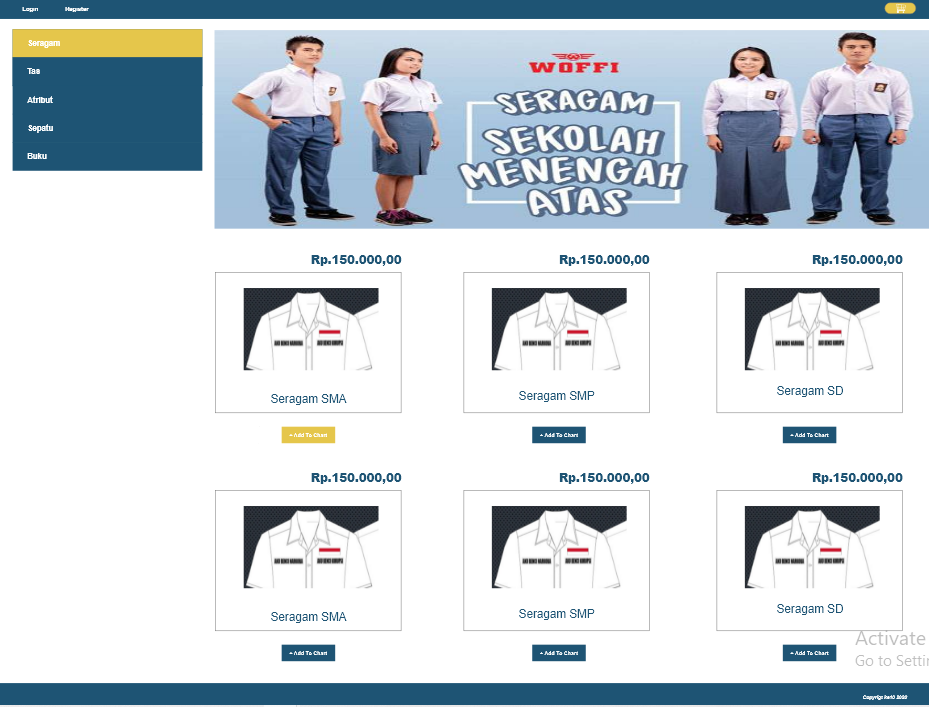 Login Register
Seragam
Tas
Atribut
Sepatu
Buku
WOFFI
SERAGAM
SEKOLAH
MENENGAH
ATAS
Rp.150.000,00 Rp.150.000,00 Rp.150.000,00
Seragam SMA Seragam SMP Seragam SD
+ Add To Chart + Add To Chart + Add To Chart
Rp.150.000,00 Rp.150.000,00 Rp.150.000,00
Seragam SMA Seragam SMP Seragam SD
+ Add To Chart + Add To Chart + Add To Chart
Activate
Go to Settin